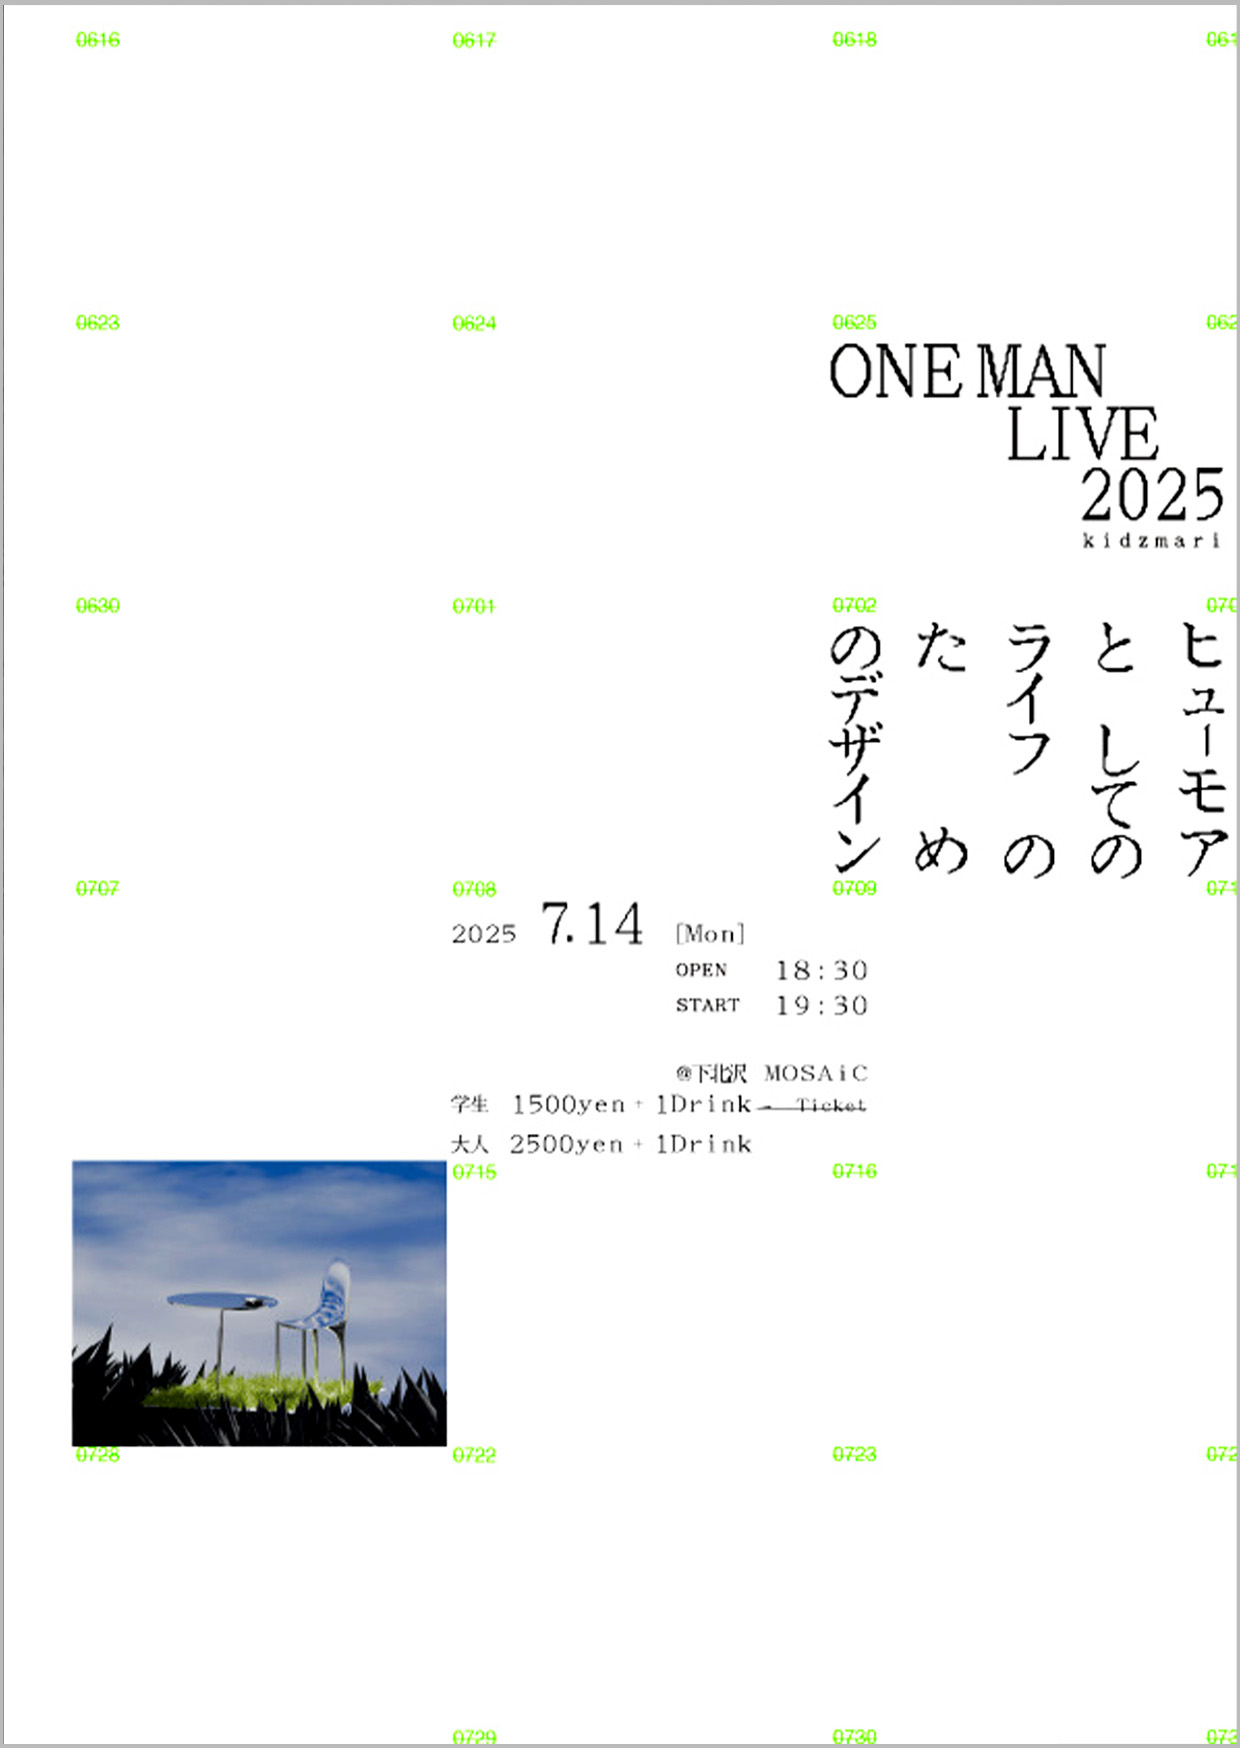 0616 0617 0618
0623 0624 0625
ONE MAN
LIVE
2025
kidzmari
0630 0701 0702
ヒューモア
としての
ライフの
ため
のデザイン
0707 0708 0709
2025 7.14 [Mon]
OPEN 18:30
START 19:30
@下北沢 MOSAiC
学生 1500yen + 1Drink — Ticket
大人 2500yen + 1Drink
0715 0716
0728 0722 0723
0729 0730